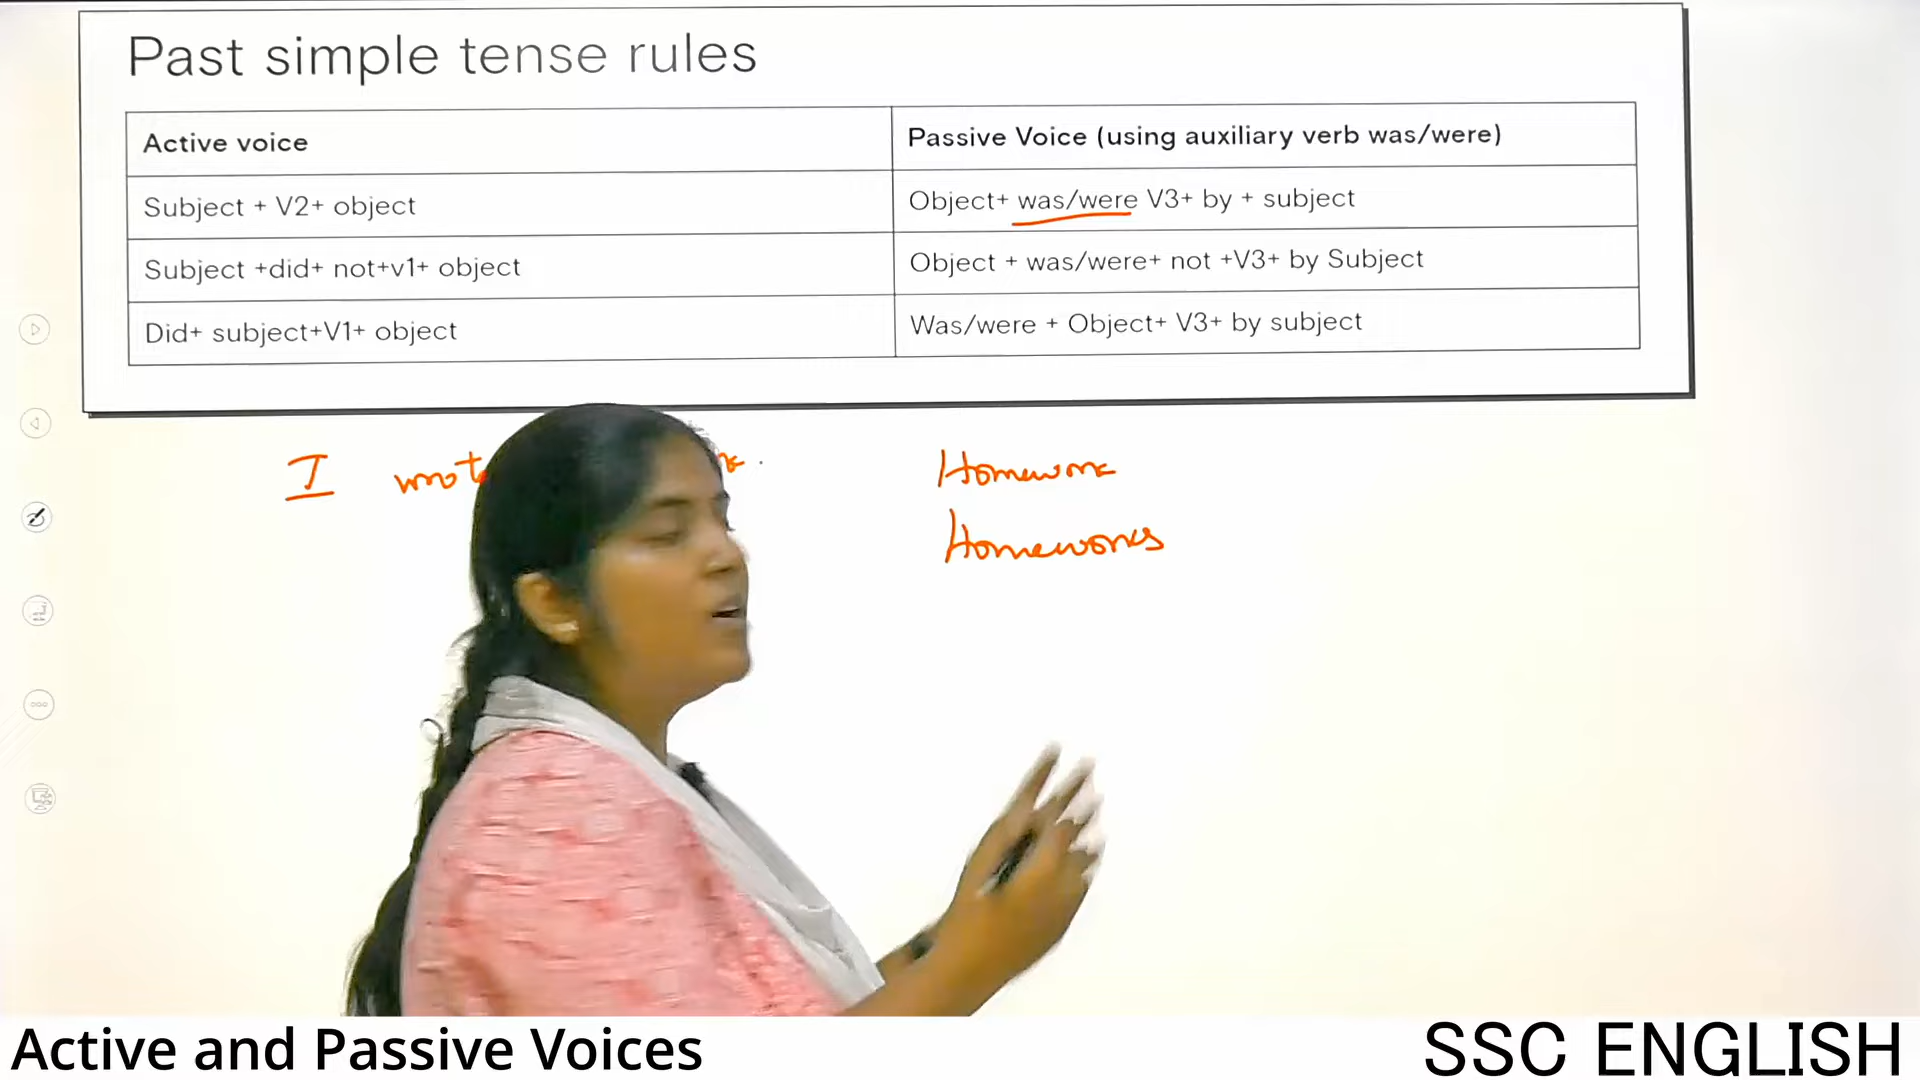 Past simple tense rules
Active voice
Passive Voice (using auxiliary verb was/were)
Subject + V2+ object
Object+ was/were V3+ by + subject
Subject +did+ not+v1+ object
Object + was/were+ not +V3+ by Subject
Did+ subject+V1+ object
Was/were + Object+ V3+ by subject
I
Homework
Homeworks
Active and Passive Voices
SSC ENGLISH